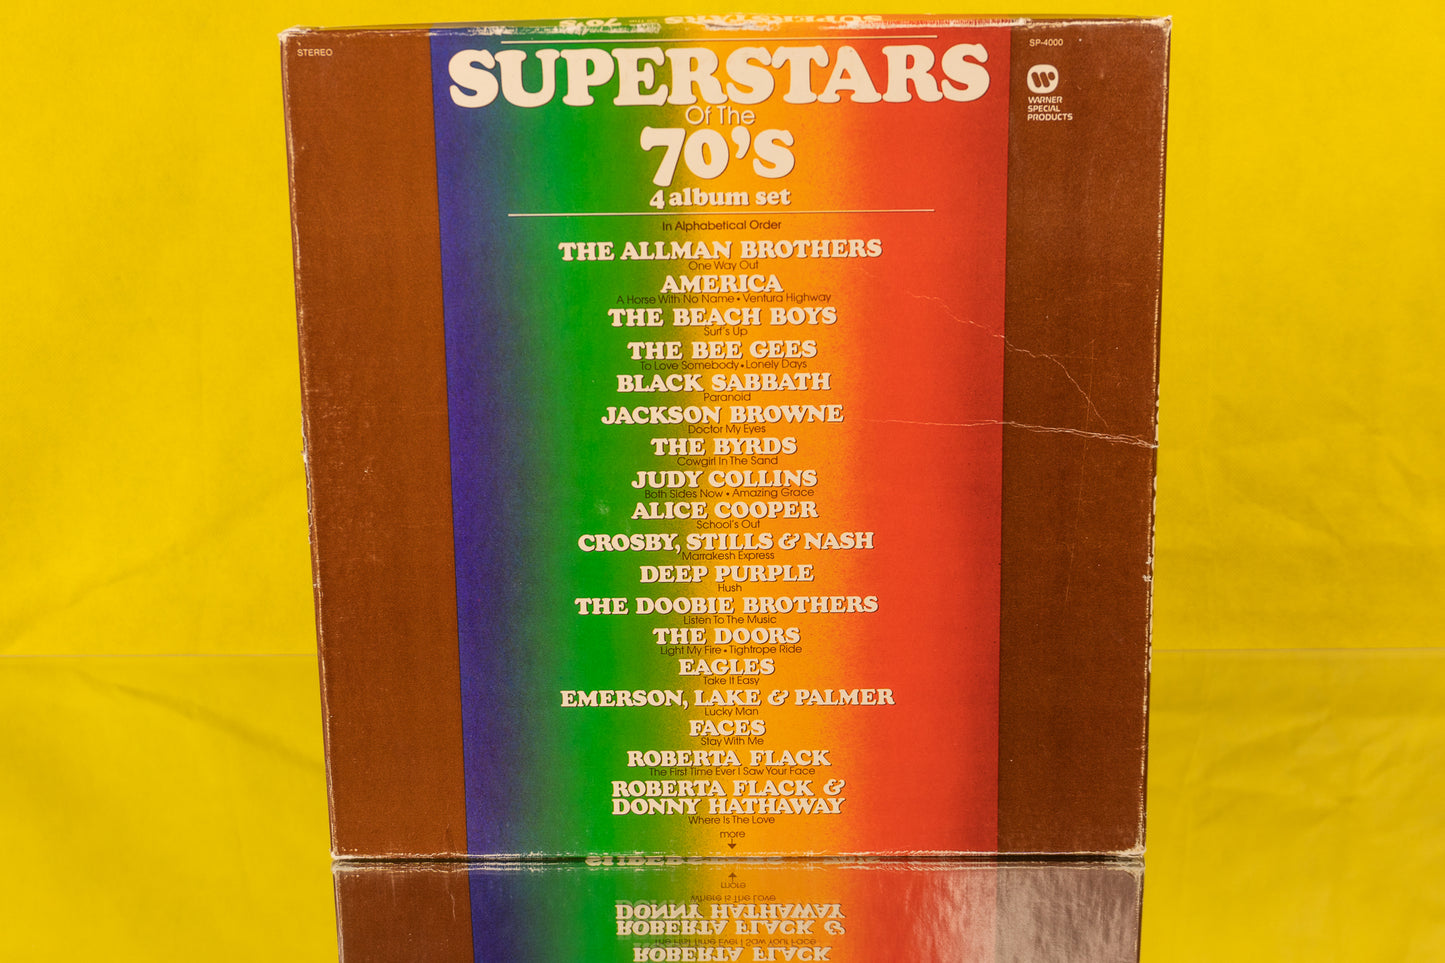 SUPERSTARS 70'S
STEREO
SP-4000
SUPERSTARS
Of The
70'S
4 album set
WARNER
SPECIAL
PRODUCTS
In Alphabetical Order
THE ALLMAN BROTHERS
One Way Out
AMERICA
A Horse With No Name • Ventura Highway
THE BEACH BOYS
Surf's Up
THE BEE GEES
To Love Somebody • Lonely Days
BLACK SABBATH
Paranoid
JACKSON BROWNE
Doctor My Eyes
THE BYRDS
Cowgirl In The Sand
JUDY COLLINS
Both Sides Now • Amazing Grace
ALICE COOPER
School's Out
CROSBY, STILLS & NASH
Marrakesh Express
DEEP PURPLE
Hush
THE DOOBIE BROTHERS
Listen To The Music
THE DOORS
Light My Fire • Tightrope Ride
EAGLES
Take It Easy
EMERSON, LAKE & PALMER
Lucky Man
FACES
Stay With Me
ROBERTA FLACK
The First Time Ever I Saw Your Face
ROBERTA FLACK &
DONNY HATHAWAY
Where Is The Love
more